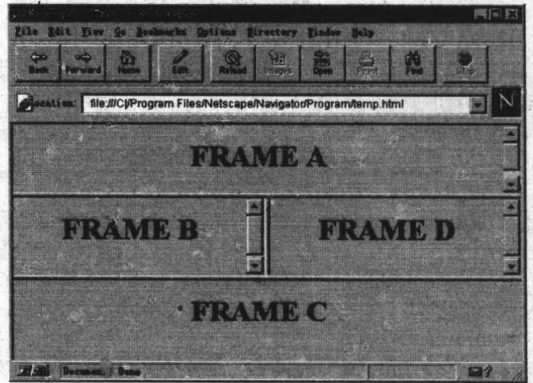 File Edit View Go Bookmarks Options Directory Window Help
Back Forward Home Edit Reload Images Open Print Find Stop
Location: file:///C|/Program Files/Netscape/Navigator/Program/temp.html
N
FRAME A
FRAME B FRAME D
FRAME C
Document Done